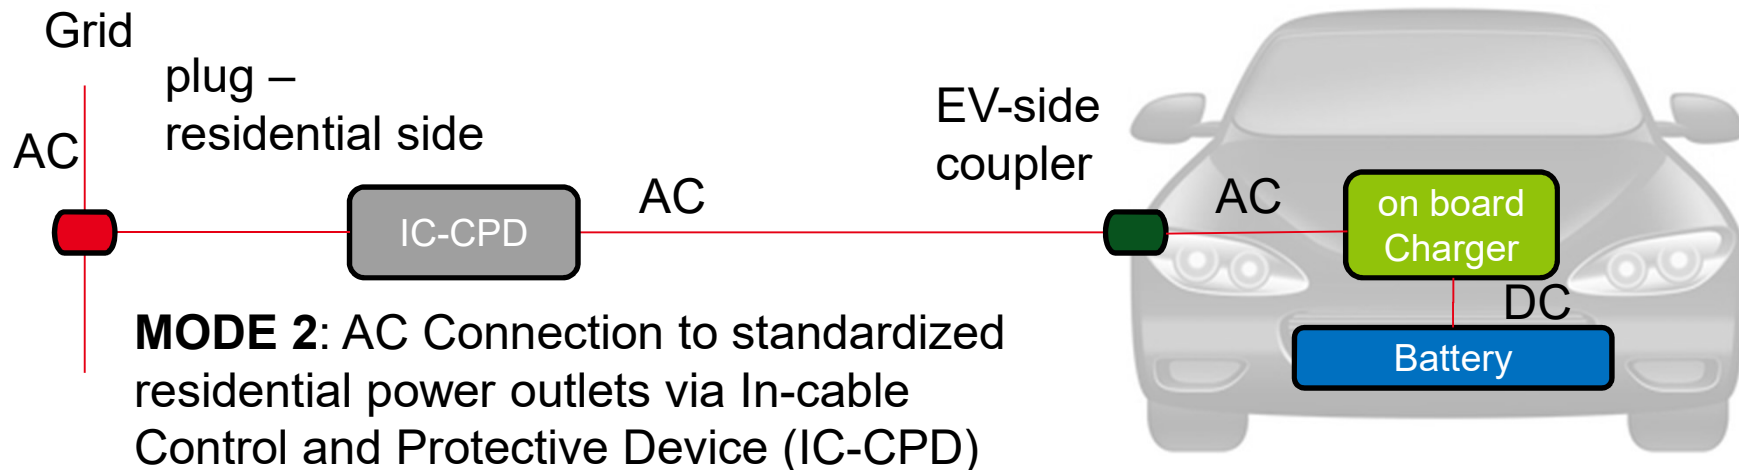 Grid
plug –
residential side
AC
EV-side
coupler
AC
AC
IC-CPD
on board
Charger
DC
Battery
MODE 2: AC Connection to standardized
residential power outlets via In-cable
Control and Protective Device (IC-CPD)